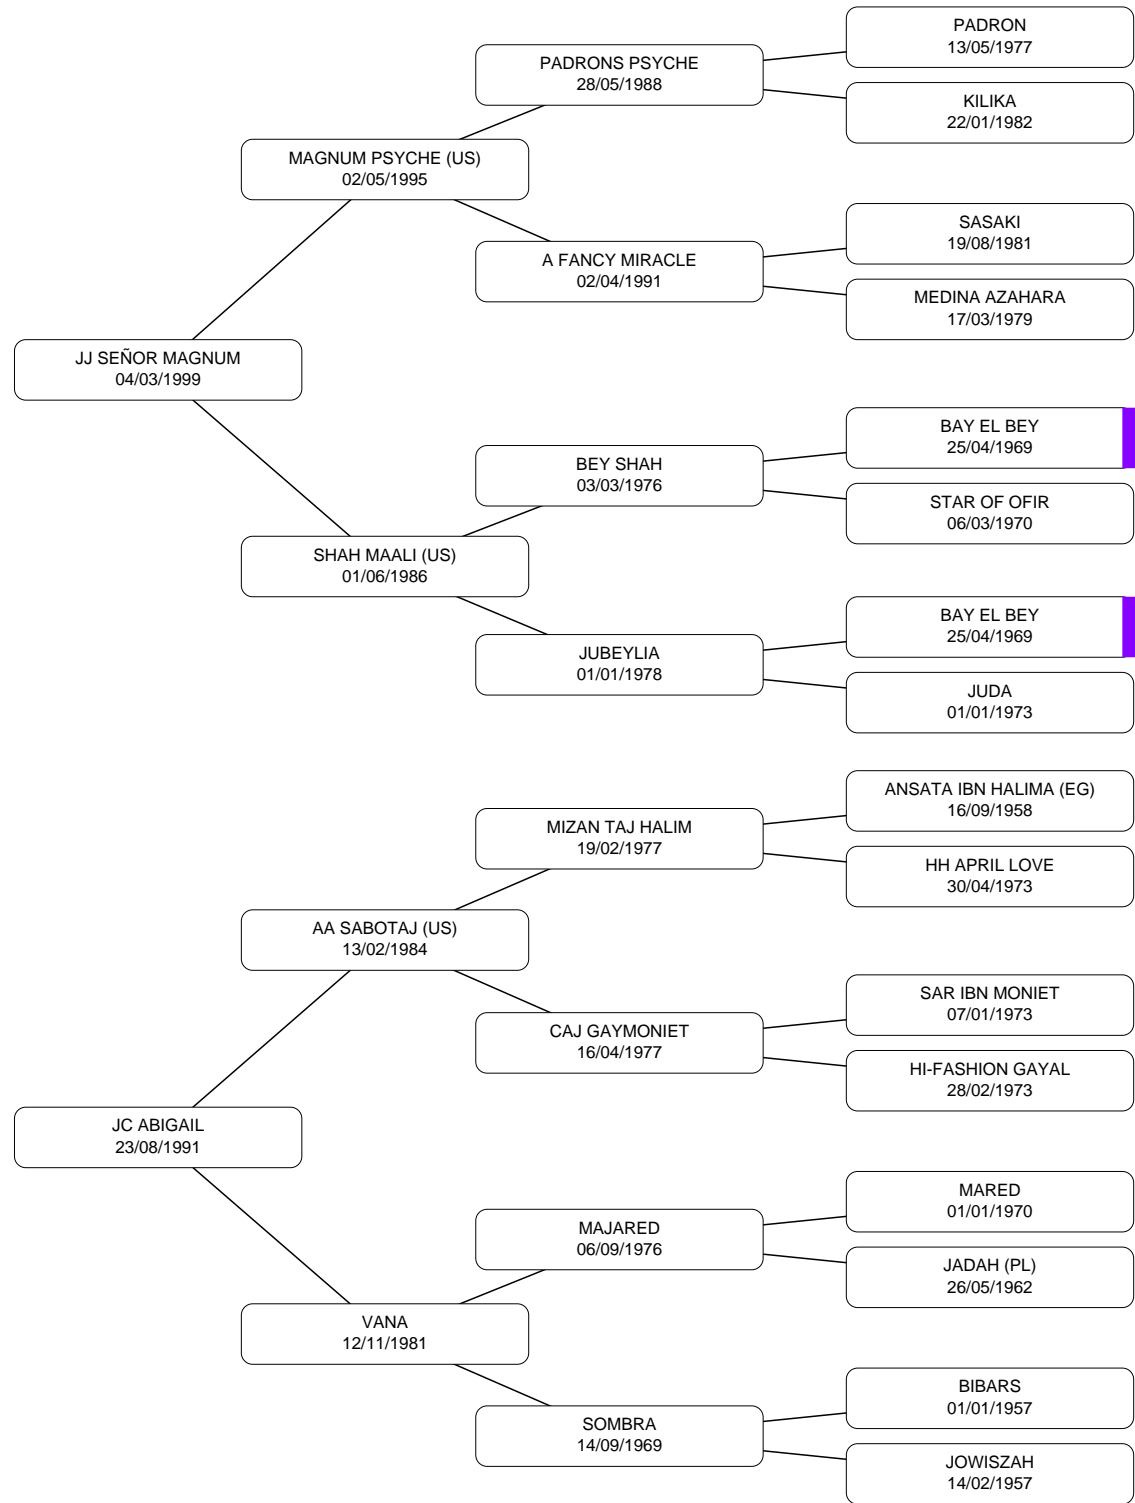 PADRON
13/05/1977
PADRONS PSYCHE
28/05/1988
KILIKA
22/01/1982
MAGNUM PSYCHE (US)
02/05/1995
SASAKI
19/08/1981
A FANCY MIRACLE
02/04/1991
MEDINA AZAHARA
17/03/1979
JJ SEÑOR MAGNUM
04/03/1999
BAY EL BEY
25/04/1969
BEY SHAH
03/03/1976
STAR OF OFIR
06/03/1970
SHAH MAALI (US)
01/06/1986
BAY EL BEY
25/04/1969
JUBEYLIA
01/01/1978
JUDA
01/01/1973
ANSATA IBN HALIMA (EG)
16/09/1958
MIZAN TAJ HALIM
19/02/1977
HH APRIL LOVE
30/04/1973
AA SABOTAJ (US)
13/02/1984
SAR IBN MONIET
07/01/1973
CAJ GAYMONIET
16/04/1977
HI-FASHION GAYAL
28/02/1973
JC ABIGAIL
23/08/1991
MARED
01/01/1970
MAJARED
06/09/1976
JADAH (PL)
26/05/1962
VANA
12/11/1981
BIBARS
01/01/1957
SOMBRA
14/09/1969
JOWISZAH
14/02/1957